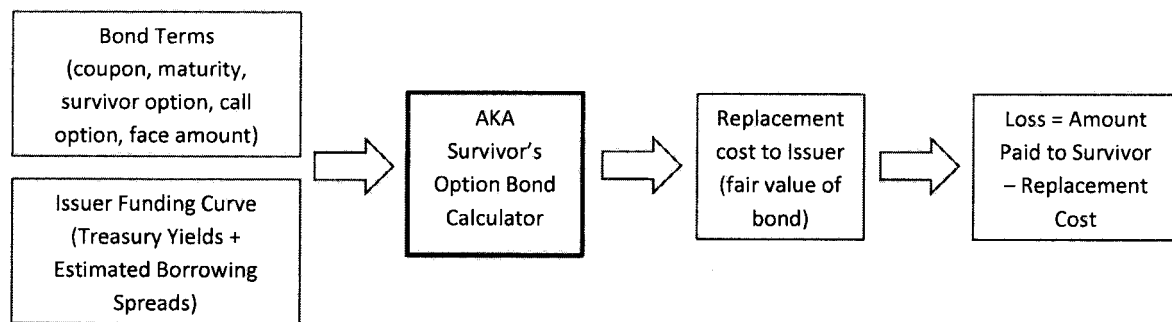 Bond Terms
(coupon, maturity,
survivor option, call
option, face amount)
Issuer Funding Curve
(Treasury Yields +
Estimated Borrowing
Spreads)
AKA
Survivor's
Option Bond
Calculator
Replacement
cost to Issuer
(fair value of
bond)
Loss = Amount
Paid to Survivor
– Replacement
Cost